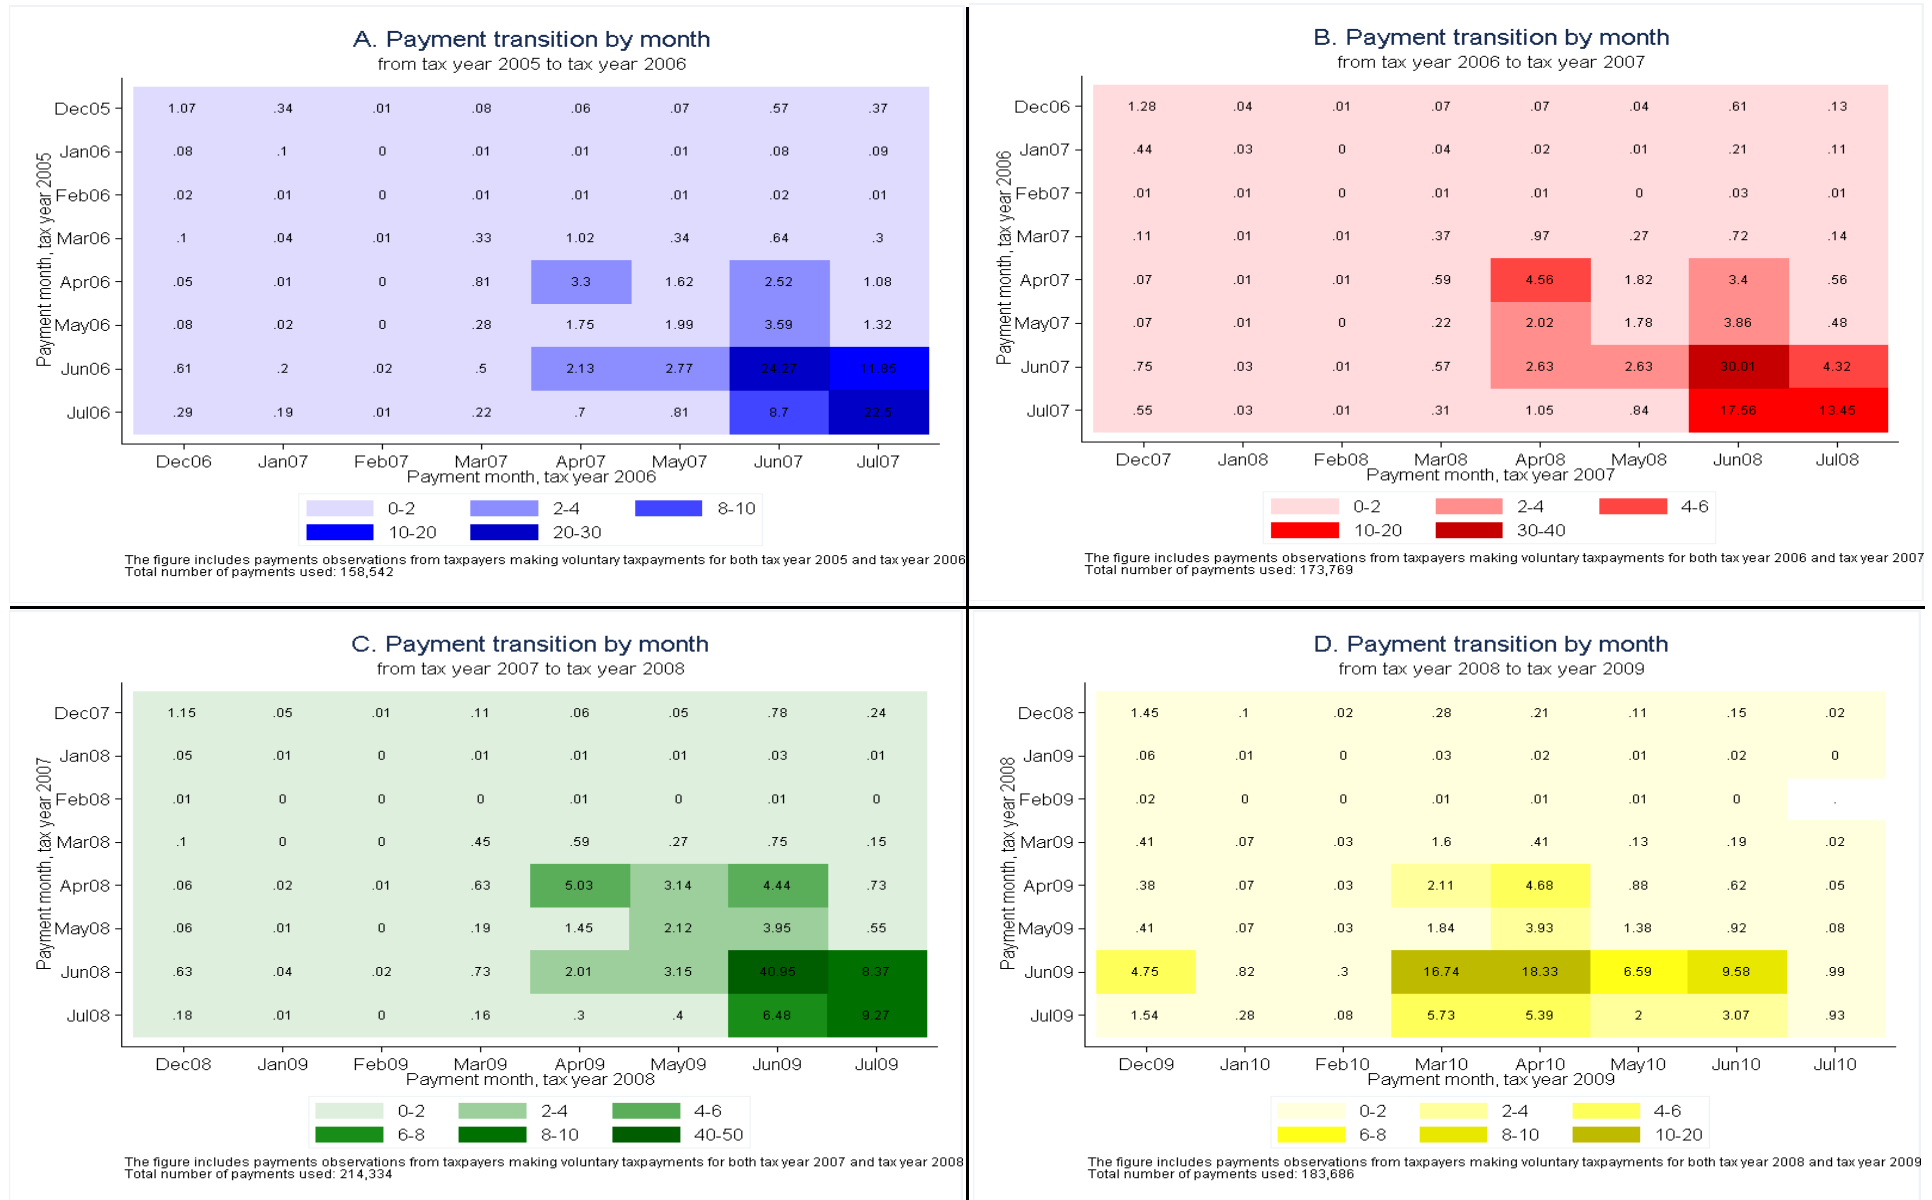 A. Payment transition by month
from tax year 2005 to tax year 2006
Payment month, tax year 2005
Dec05 1.07 .34 .01 .08 .06 .07 .57 .37
Jan06 .08 .1 0 .01 .01 .01 .08 .09
Feb06 .02 .01 0 .01 .01 .01 .02 .01
Mar06 .1 .04 .01 .33 1.02 .34 .64 .3
Apr06 .05 .01 0 .81 3.3 1.62 2.52 1.08
May06 .08 .02 0 .28 1.75 1.99 3.59 1.32
Jun06 .61 .2 .02 .5 2.13 2.77 24.27 11.85
Jul06 .29 .19 .01 .22 .7 .81 8.7 22.5
Dec06 Jan07 Feb07 Mar07 Apr07 May07 Jun07 Jul07
Payment month, tax year 2006
0-2 2-4 8-10
10-20 20-30
The figure includes payments observations from taxpayers making voluntary taxpayments for both tax year 2005 and tax year 2006
Total number of payments used: 158,542
B. Payment transition by month
from tax year 2006 to tax year 2007
Payment month, tax year 2006
Dec06 1.28 .04 .01 .07 .07 .04 .61 .13
Jan07 .44 .03 0 .04 .02 .01 .21 .11
Feb07 .01 .01 0 .01 .01 0 .03 .01
Mar07 .11 .01 .01 .37 .97 .27 .72 .14
Apr07 .07 .01 .01 .59 4.56 1.82 3.4 .56
May07 .07 .01 0 .22 2.02 1.78 3.86 .48
Jun07 .75 .03 .01 .57 2.63 2.63 30.01 4.32
Jul07 .55 .03 .01 .31 1.05 .84 17.56 13.45
Dec07 Jan08 Feb08 Mar08 Apr08 May08 Jun08 Jul08
Payment month, tax year 2007
0-2 2-4 4-6
10-20 30-40
The figure includes payments observations from taxpayers making voluntary taxpayments for both tax year 2006 and tax year 2007
Total number of payments used: 173,769
C. Payment transition by month
from tax year 2007 to tax year 2008
Payment month, tax year 2007
Dec07 1.15 .05 .01 .11 .06 .05 .78 .24
Jan08 .05 .01 0 .01 .01 .01 .03 .01
Feb08 .01 0 0 0 .01 0 .01 0
Mar08 .1 0 0 .45 .59 .27 .75 .15
Apr08 .06 .02 .01 .63 5.03 3.14 4.44 .73
May08 .06 .01 0 .19 1.45 2.12 3.95 .55
Jun08 .63 .04 .02 .73 2.01 3.15 40.95 8.37
Jul08 .18 .01 0 .16 .3 .4 6.48 9.27
Dec08 Jan09 Feb09 Mar09 Apr09 May09 Jun09 Jul09
Payment month, tax year 2008
0-2 2-4 4-6
6-8 8-10 40-50
The figure includes payments observations from taxpayers making voluntary taxpayments for both tax year 2007 and tax year 2008
Total number of payments used: 214,334
D. Payment transition by month
from tax year 2008 to tax year 2009
Payment month, tax year 2008
Dec08 1.45 .1 .02 .28 .21 .11 .15 .02
Jan09 .06 .01 0 .03 .02 .01 .02 0
Feb09 .02 0 0 .01 .01 .01 0 .
Mar09 .41 .07 .03 1.6 .41 .13 .19 .02
Apr09 .38 .07 .03 2.11 4.68 .88 .62 .05
May09 .41 .07 .03 1.84 3.93 1.38 .92 .08
Jun09 4.75 .82 .3 16.74 18.33 6.59 9.58 .99
Jul09 1.54 .28 .08 5.73 5.39 2 3.07 .93
Dec09 Jan10 Feb10 Mar10 Apr10 May10 Jun10 Jul10
Payment month, tax year 2009
0-2 2-4 4-6
6-8 8-10 10-20
The figure includes payments observations from taxpayers making voluntary taxpayments for both tax year 2008 and tax year 2009
Total number of payments used: 183,686